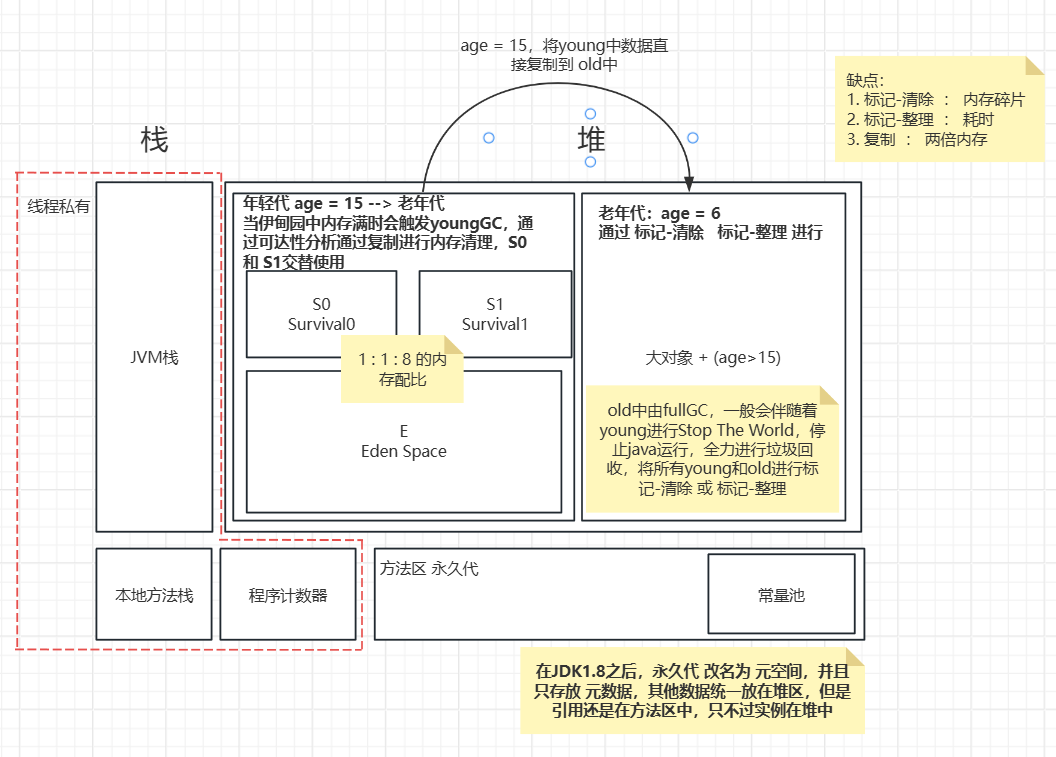 age = 15，将young中数据直
接复制到 old中
缺点：
1. 标记-清除 ： 内存碎片
2. 标记-整理 ： 耗时
3. 复制 ： 两倍内存
栈
堆
线程私有
JVM栈
年轻代 age = 15 --> 老年代
当伊甸园中内存满时会触发youngGC，通
过可达性分析通过复制进行内存清理，S0
和 S1交替使用
S0
Survival0
S1
Survival1
1 : 1 : 8 的内
存配比
E
Eden Space
老年代：age = 6
通过 标记-清除 标记-整理 进行
大对象 + (age>15)
old中由fullGC，一般会伴随着
young进行Stop The World，停
止java运行，全力进行垃圾回
收，将所有young和old进行标
记-清除 或 标记-整理
本地方法栈
程序计数器
方法区 永久代
常量池
在JDK1.8之后，永久代 改名为 元空间，并且
只存放 元数据，其他数据统一放在堆区，但是
引用还是在方法区中，只不过实例在堆中